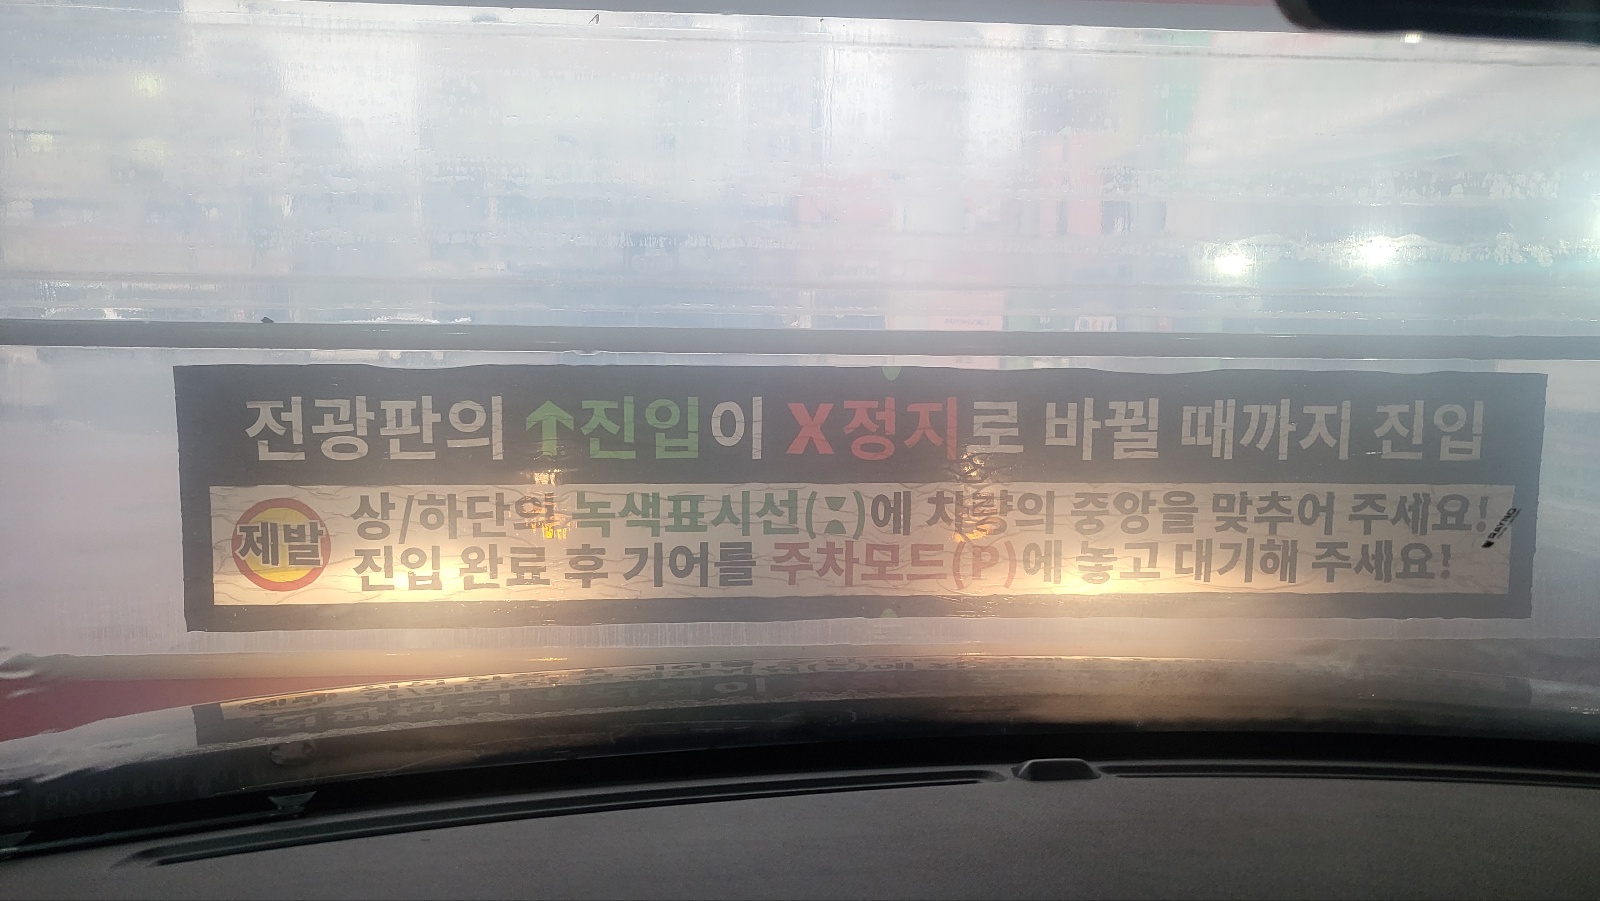 전광판의 ↑진입이 X정지로 바뀔 때까지 진입
제발
상/하단의 녹색표시선(:)에 차량의 중앙을 맞추어 주세요!
진입 완료 후 기어를 주차모드(P)에 놓고 대기해 주세요!